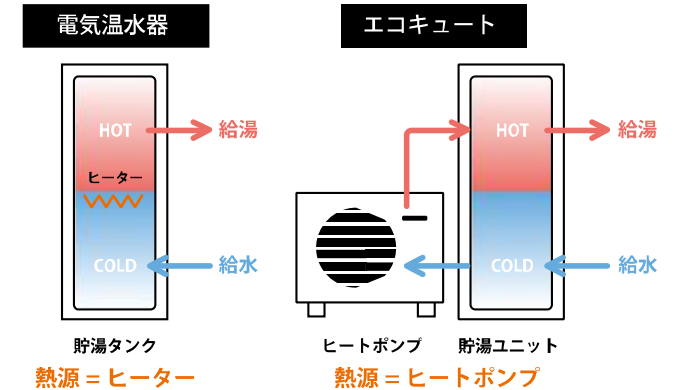 電気温水器
エコキュート
HOT
給湯
ヒーター
COLD
給水
貯湯タンク
熱源 = ヒーター
HOT
給湯
COLD
給水
ヒートポンプ
貯湯ユニット
熱源 = ヒートポンプ